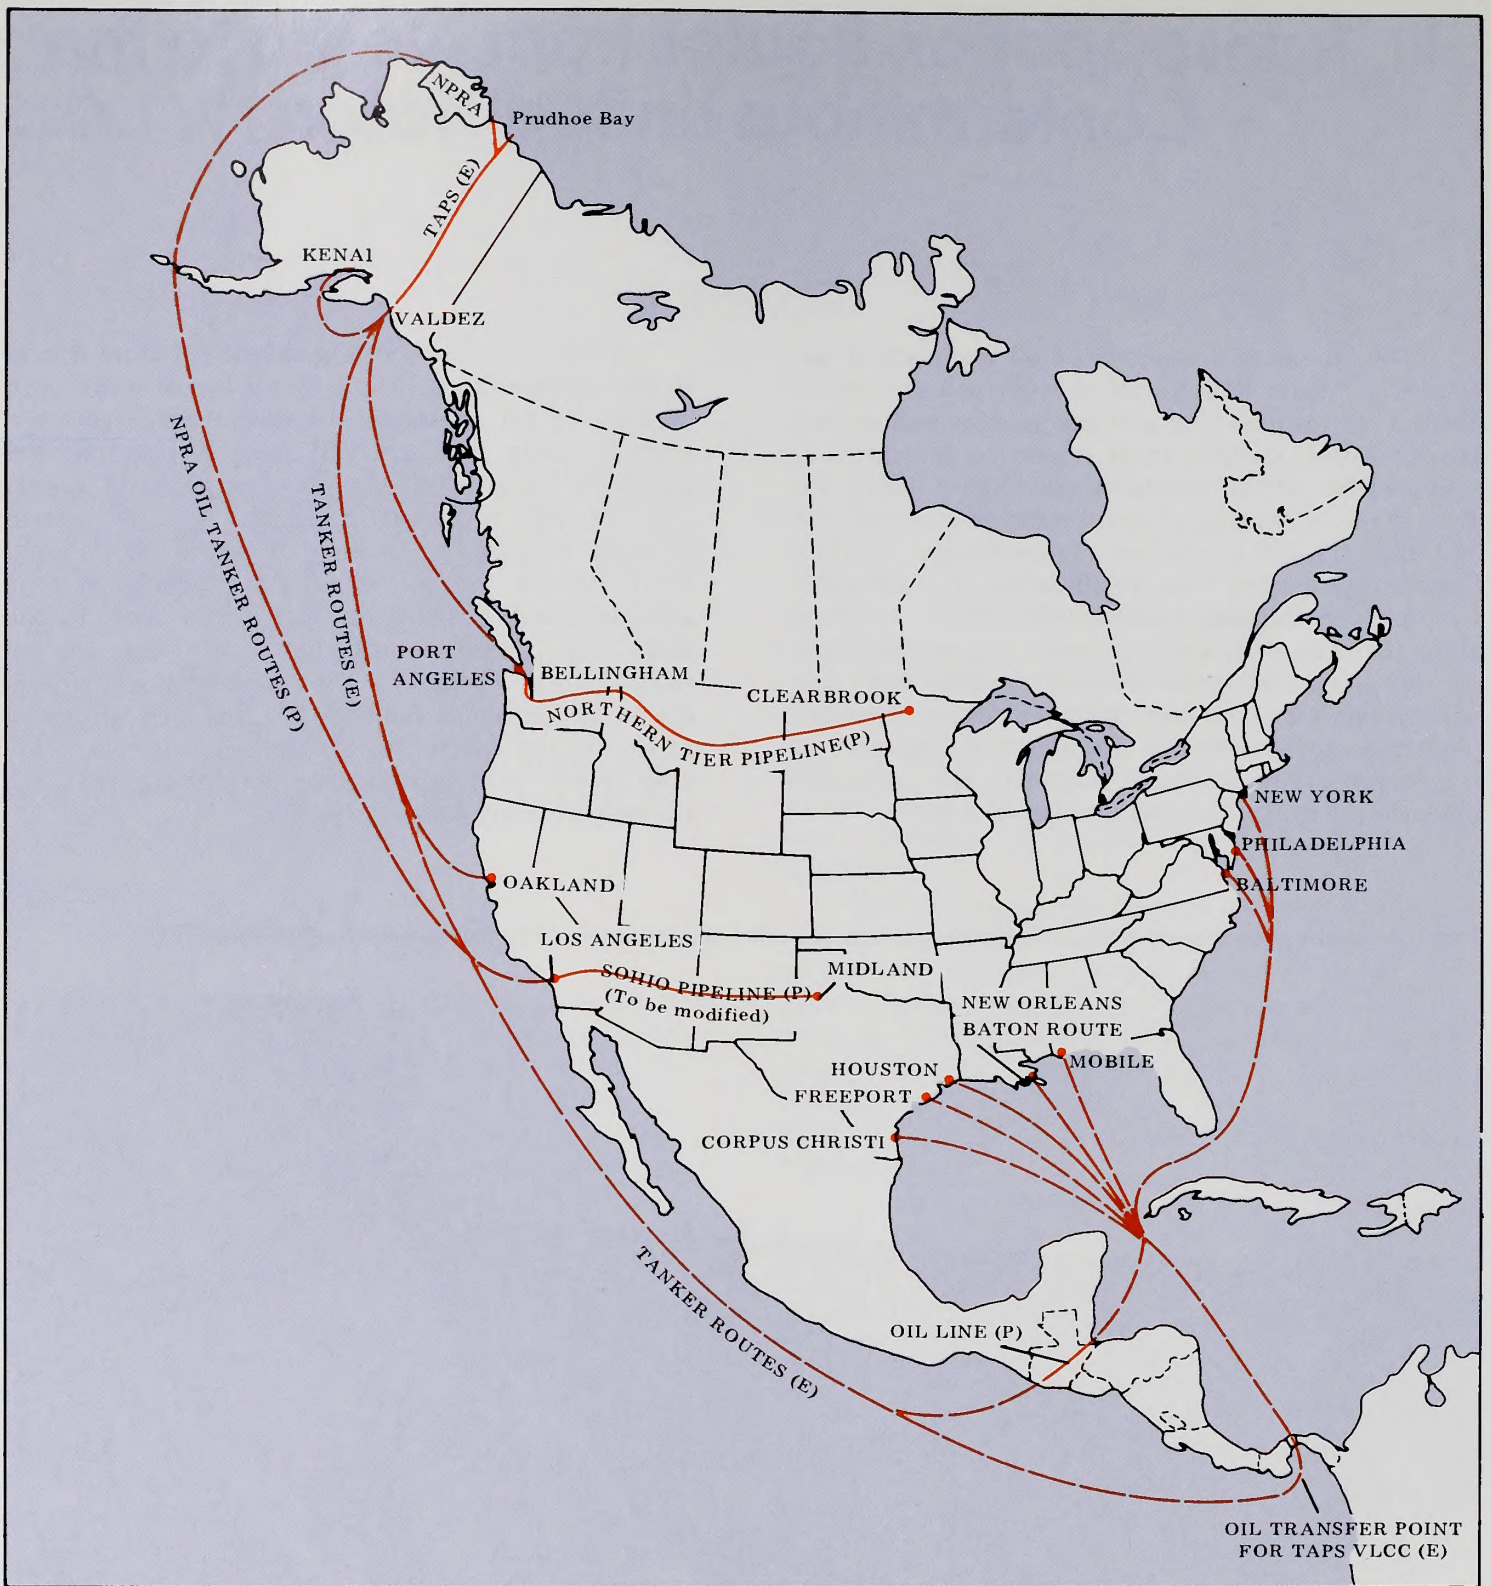 NPRA
Prudhoe Bay
TAPS (E)
KENAI
VALDEZ
NPRA OIL TANKER ROUTES (P)
TANKER ROUTES (E)
PORT
ANGELES
BELLINGHAM
CLEARBROOK
NORTHERN TIER PIPELINE(P)
NEW YORK
PHILADELPHIA
BALTIMORE
OAKLAND
LOS ANGELES
SOHIO PIPELINE (P)
(To be modified)
MIDLAND
NEW ORLEANS
BATON ROUTE
MOBILE
HOUSTON
FREEPORT
CORPUS CHRISTI
TANKER ROUTES (E)
OIL LINE (P)
OIL TRANSFER POINT
FOR TAPS VLCC (E)